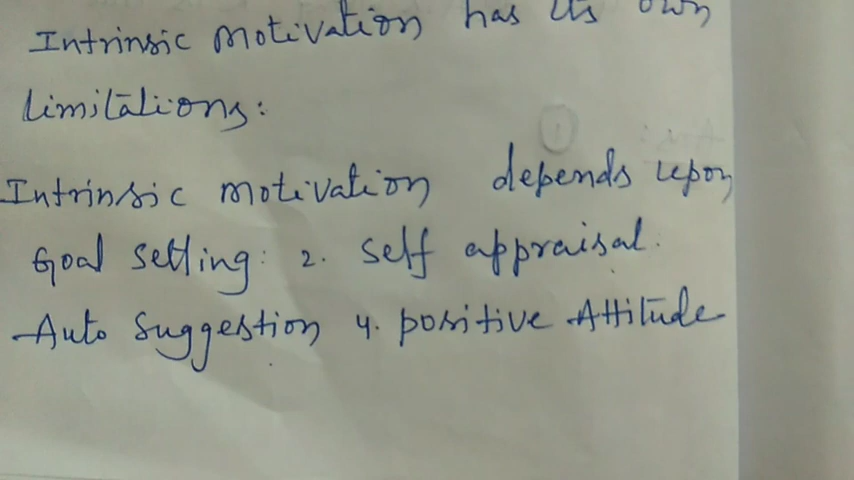 Intrinsic motivation has its own
limitations:
Intrinsic motivation depends upon
Goal setting: 2. Self appraisal.
Auto suggestion 4. positive Attitude